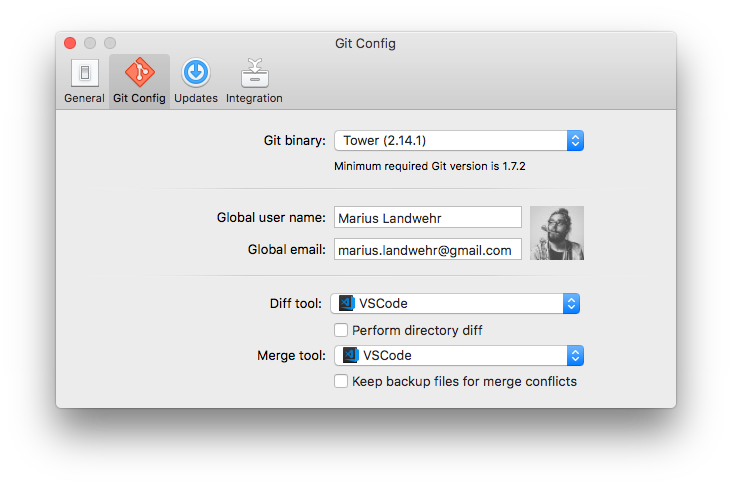 Git Config
General Git Config Updates Integration
Git binary: Tower (2.14.1)
Minimum required Git version is 1.7.2
Global user name: Marius Landwehr
Global email: marius.landwehr@gmail.com
Diff tool: VSCode
Perform directory diff
Merge tool: VSCode
Keep backup files for merge conflicts